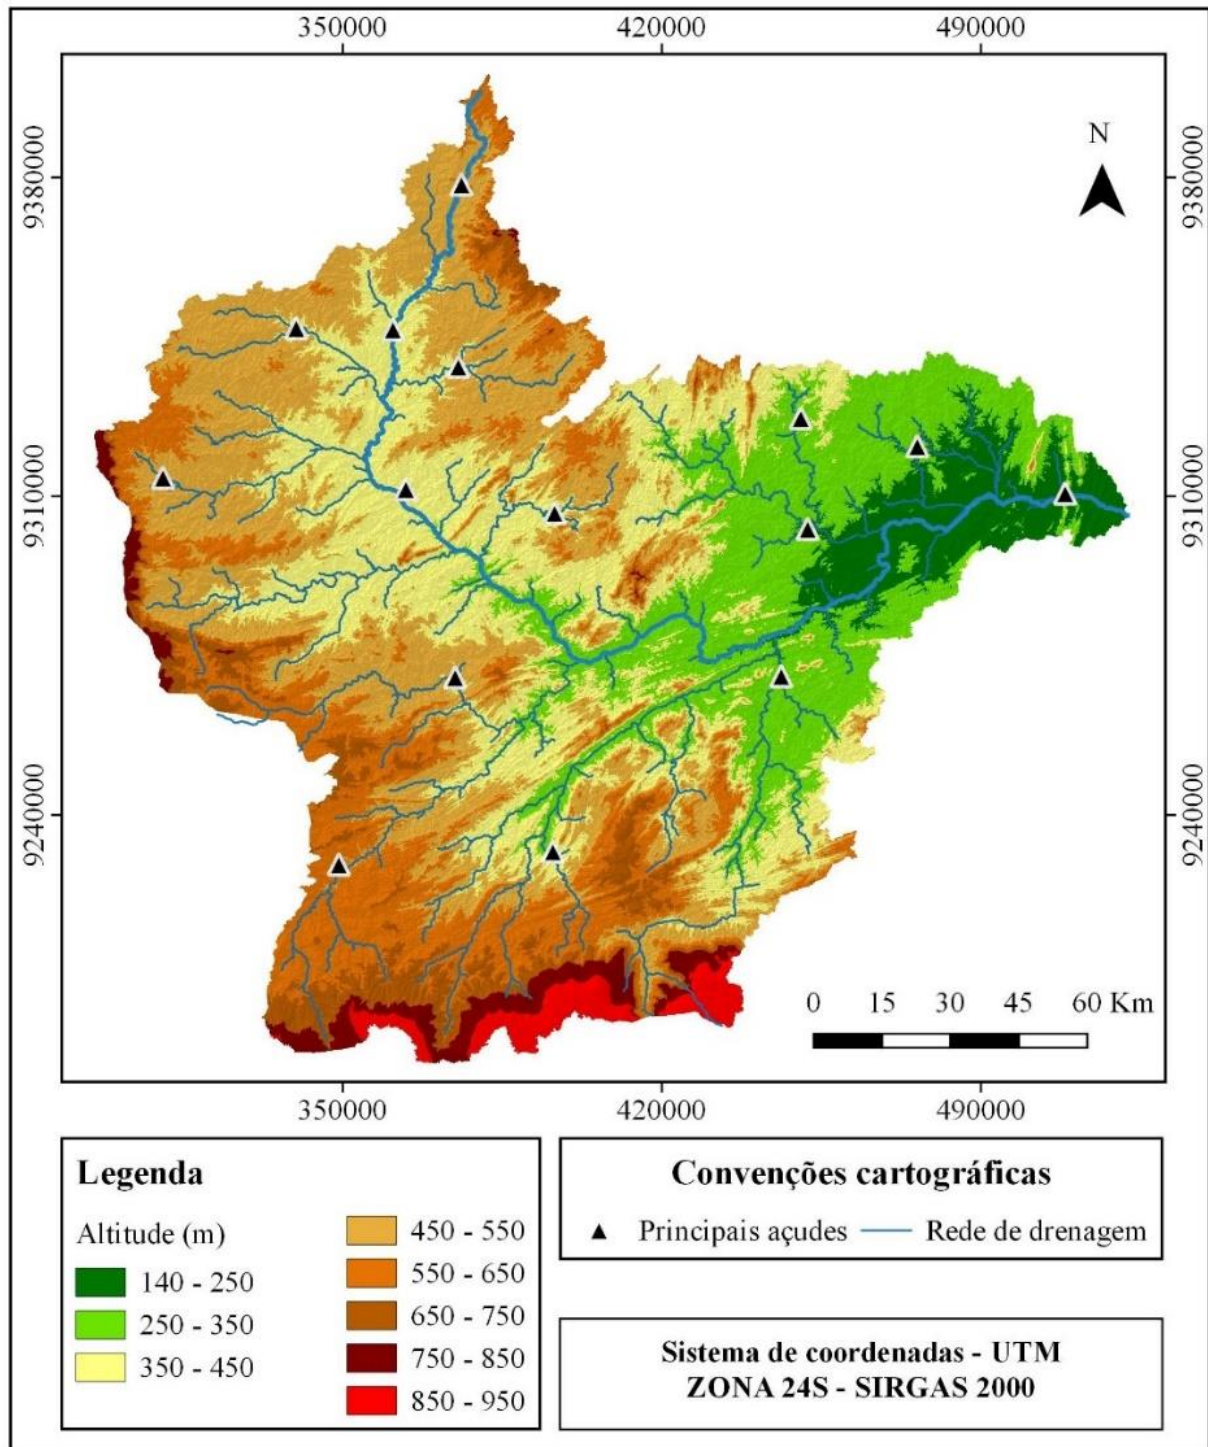 350000 420000 490000
N
9380000 9380000
9310000 9310000
9240000 9240000
0 15 30 45 60 Km
350000 420000 490000
Legenda
Altitude (m)
140 - 250
250 - 350
350 - 450
450 - 550
550 - 650
650 - 750
750 - 850
850 - 950
Convenções cartográficas
Principais açudes Rede de drenagem
Sistema de coordenadas - UTM
ZONA 24S - SIRGAS 2000